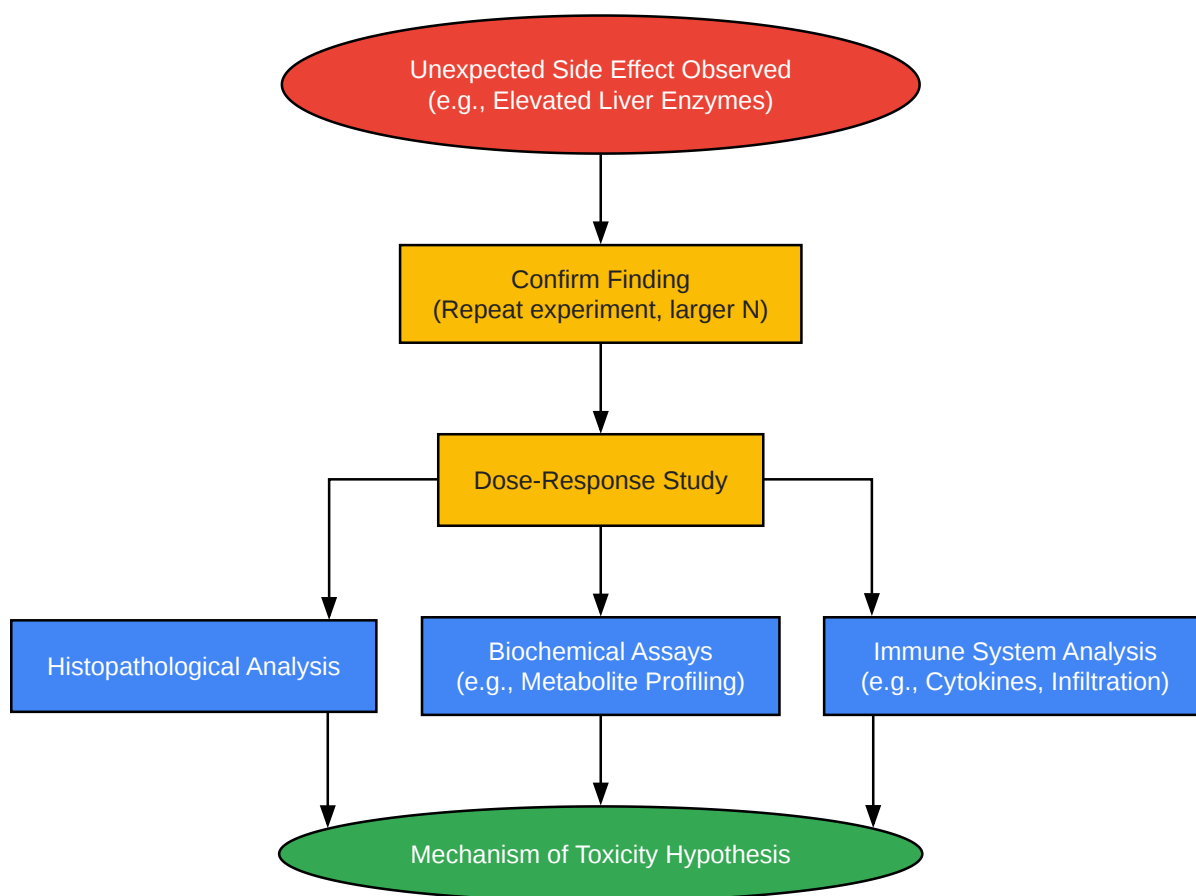 Unexpected Side Effect Observed
(e.g., Elevated Liver Enzymes)
Confirm Finding
(Repeat experiment, larger N)
Dose-Response Study
Histopathological Analysis
Biochemical Assays
(e.g., Metabolite Profiling)
Immune System Analysis
(e.g., Cytokines, Infiltration)
Mechanism of Toxicity Hypothesis